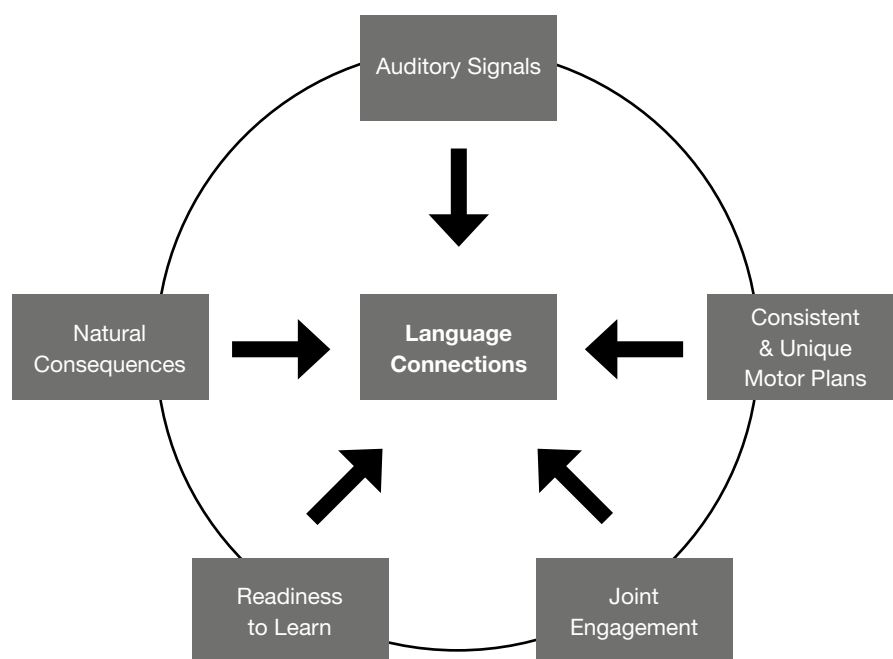 Auditory Signals
Natural
Consequences
Language
Connections
Consistent
& Unique
Motor Plans
Readiness
to Learn
Joint
Engagement